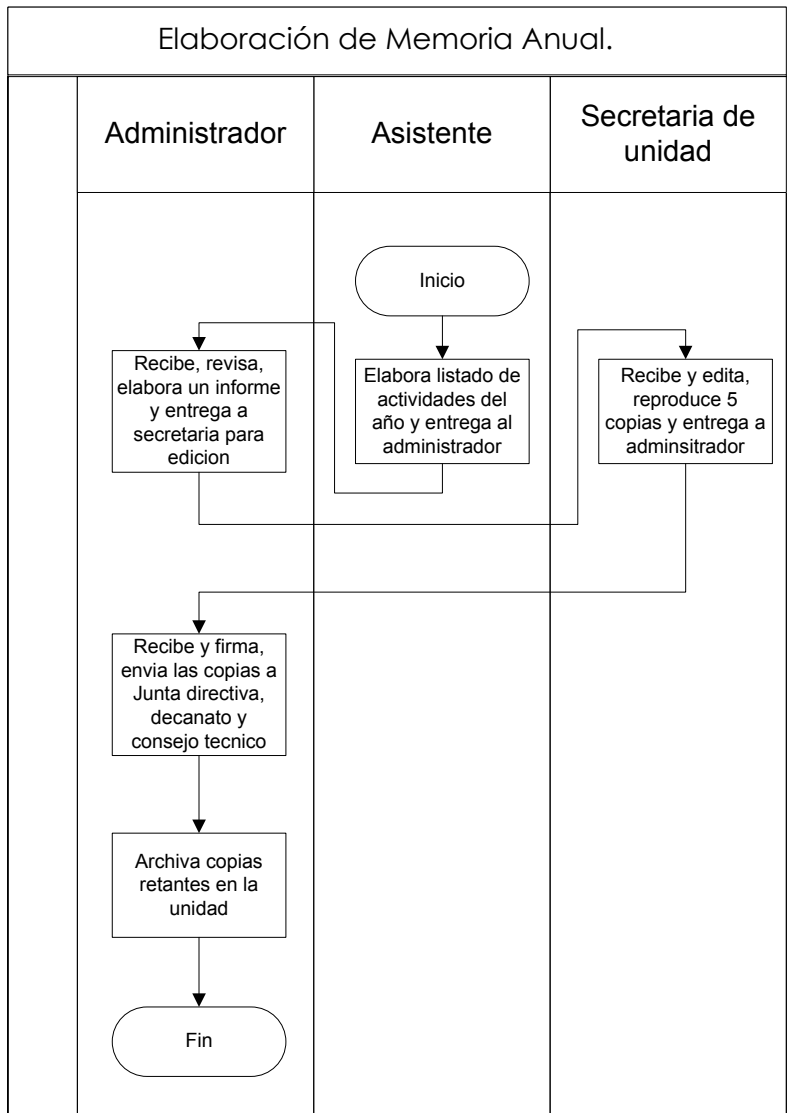 Elaboración de Memoria Anual.
Administrador
Asistente
Secretaria de
unidad
Inicio
Elabora listado de
actividades del
año y entrega al
administrador
Recibe, revisa,
elabora un informe
y entrega a
secretaria para
edicion
Recibe y edita,
reproduce 5
copias y entrega a
adminsitrador
Recibe y firma,
envia las copias a
Junta directiva,
decanato y
consejo tecnico
Archiva copias
retantes en la
unidad
Fin